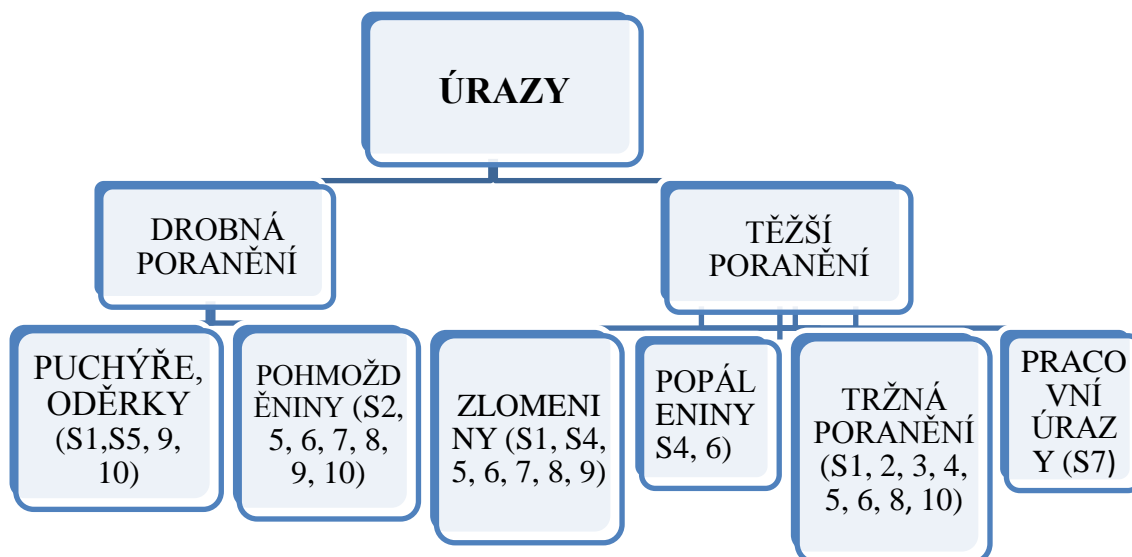 ÚRAZY
DROBNÁ
PORANĚNÍ
TĚŽŠÍ
PORANĚNÍ
PUCHÝŘE,
ODĚRKY
(S1,S5, 9,
10)
POHMOŽD
ĚNINY (S2,
5, 6, 7, 8,
9, 10)
ZLOMENI
NY (S1, S4,
5, 6, 7, 8, 9)
POPÁL
ENINY
S4, 6)
TRŽNÁ
PORANĚNÍ
(S1, 2, 3, 4,
5, 6, 8, 10)
PRACO
VNÍ
ÚRAZ
Y (S7)